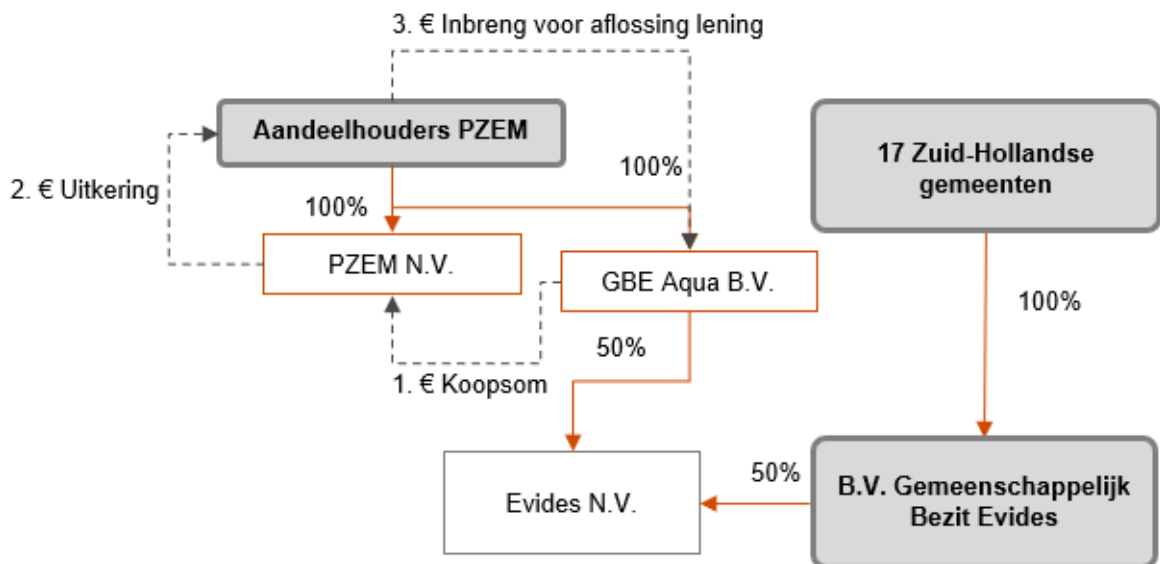 3. € Inbreng voor aflossing lening
Aandeelhouders PZEM
17 Zuid-Hollandse
gemeenten
100%
2. € Uitkering
100%
PZEM N.V.
GBE Aqua B.V.
100%
50%
1. € Koopsom
50%
B.V. Gemeenschappelijk
Bezit Evides
Evides N.V.